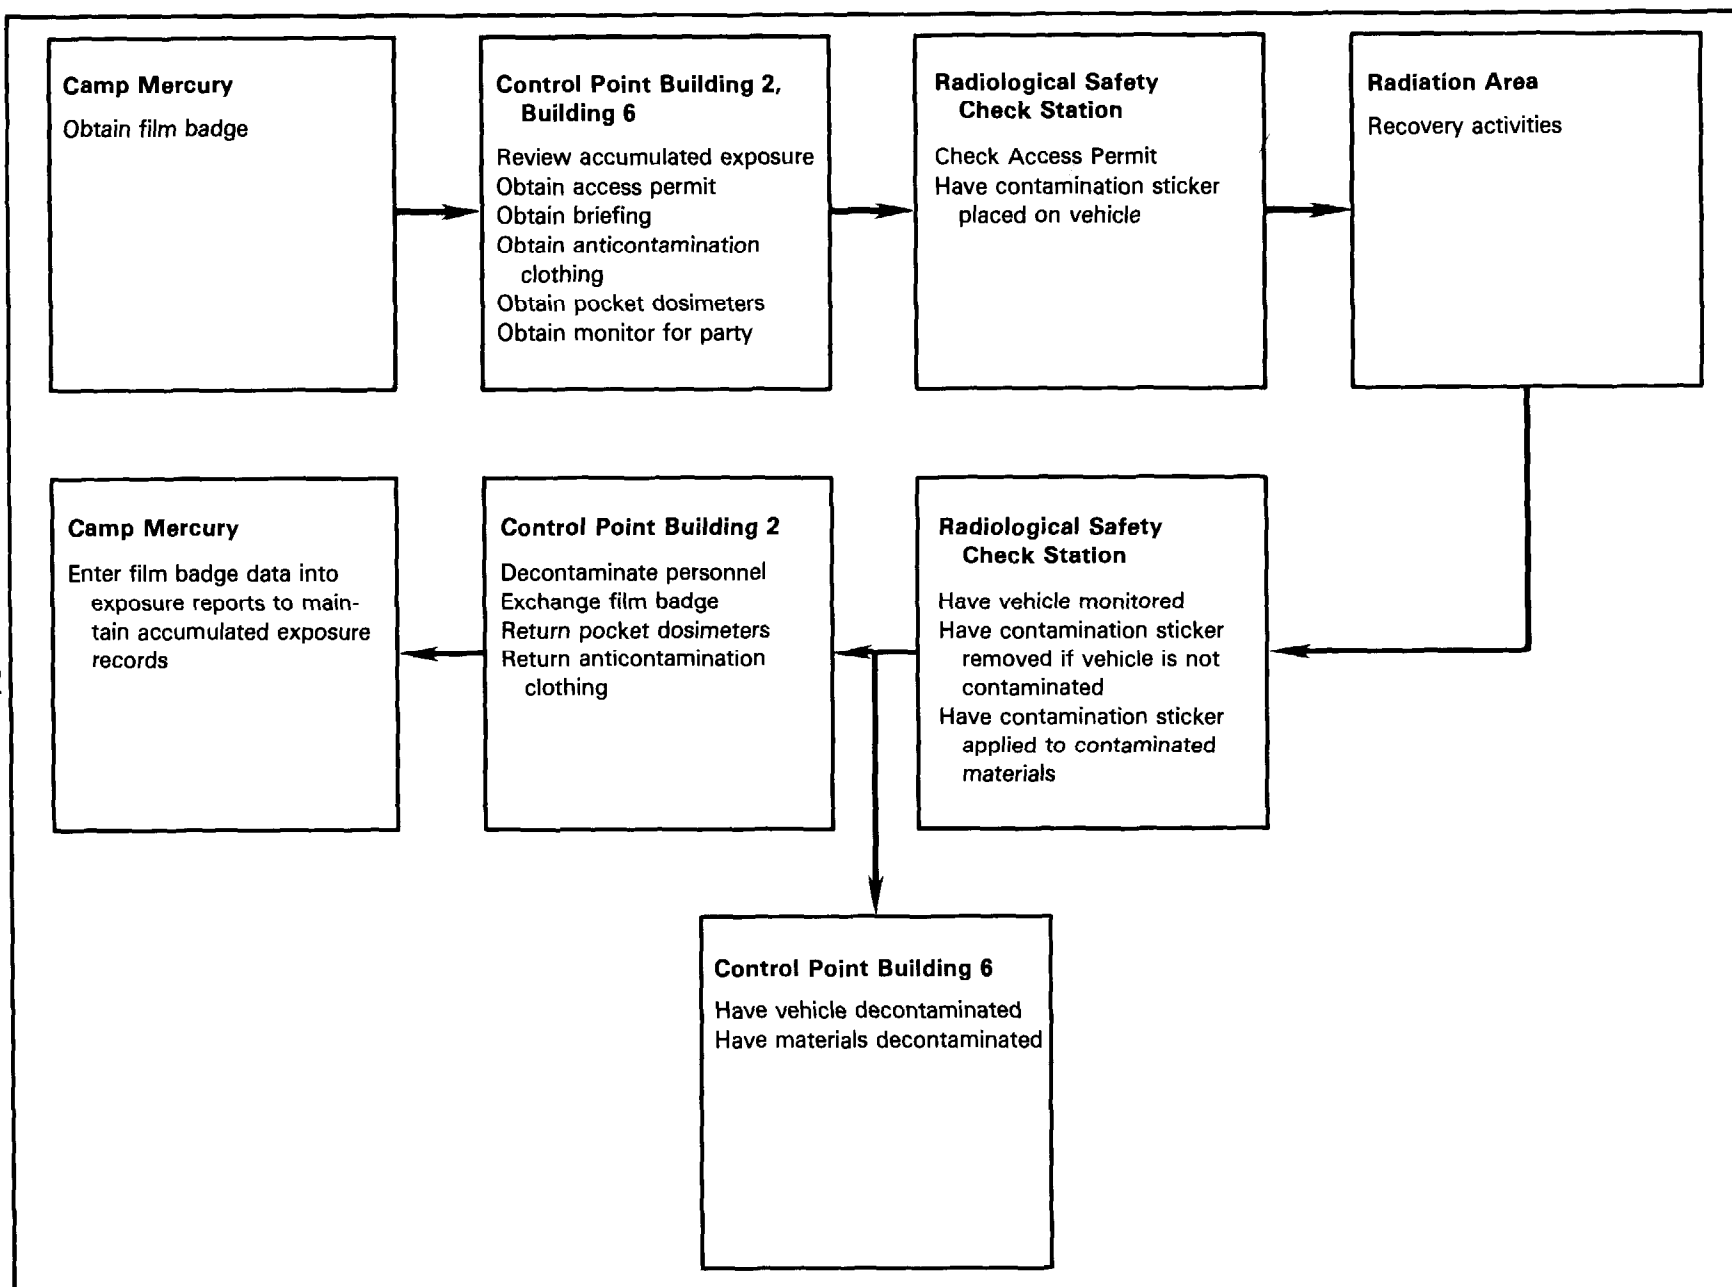 Camp Mercury
Obtain film badge
Control Point Building 2,
Building 6
Review accumulated exposure
Obtain access permit
Obtain briefing
Obtain anticontamination
clothing
Obtain pocket dosimeters
Obtain monitor for party
Radiological Safety
Check Station
Check Access Permit
Have contamination sticker
placed on vehicle
Radiation Area
Recovery activities
Camp Mercury
Enter film badge data into
exposure reports to main-
tain accumulated exposure
records
Control Point Building 2
Decontaminate personnel
Exchange film badge
Return pocket dosimeters
Return anticontamination
clothing
Radiological Safety
Check Station
Have vehicle monitored
Have contamination sticker
removed if vehicle is not
contaminated
Have contamination sticker
applied to contaminated
materials
Control Point Building 6
Have vehicle decontaminated
Have materials decontaminated